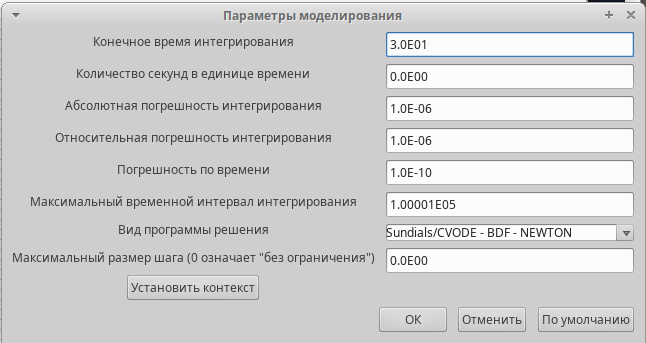 Параметры моделирования
Конечное время интегрирования 3.0E01
Количество секунд в единице времени 0.0E00
Абсолютная погрешность интегрирования 1.0E-06
Относительная погрешность интегрирования 1.0E-06
Погрешность по времени 1.0E-10
Максимальный временной интервал интегрирования 1.00001E05
Вид программы решения Sundials/CVODE - BDF - NEWTON
Максимальный размер шага (0 означает "без ограничения") 0.0E00
Установить контекст
ОК Отменить По умолчанию